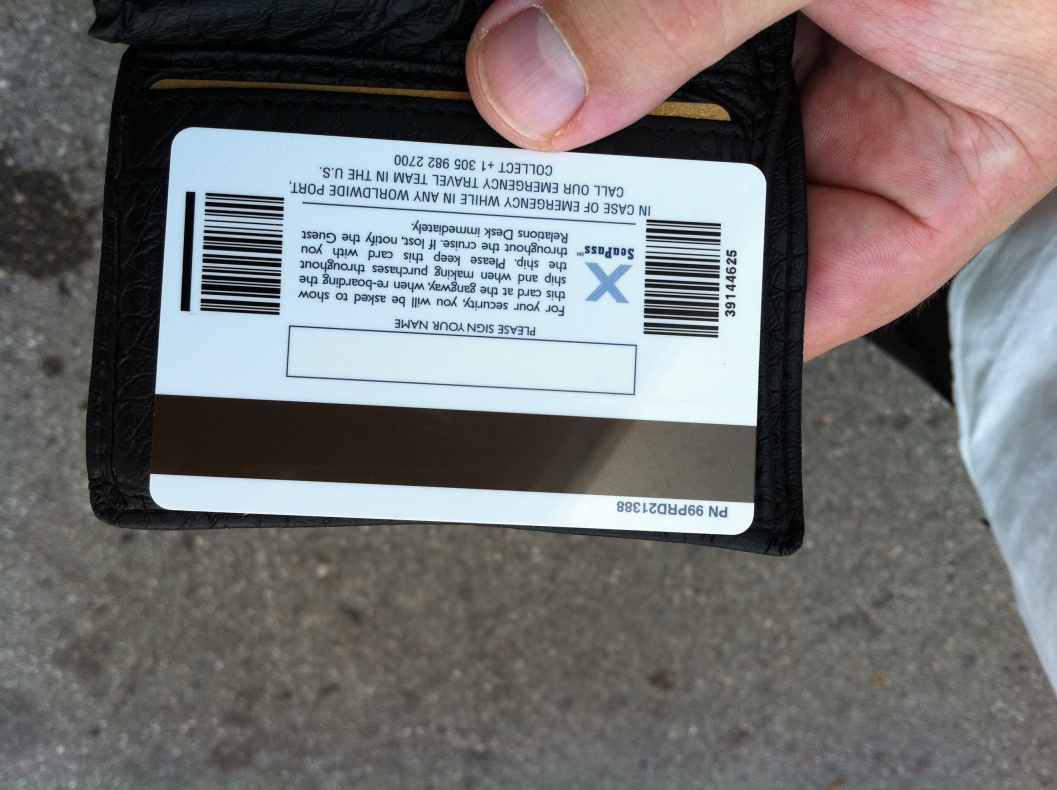 PN 99PRD21388
PLEASE SIGN YOUR NAME
For your security, you will be asked to show
this card at the gangway, when re-boarding the
ship and when making purchases throughout
the ship. Please keep this card with you
throughout the cruise. If lost, notify the Guest
Relations Desk immediately.
X
SeaPass℠
39144625
IN CASE OF EMERGENCY WHILE IN ANY WORLDWIDE PORT,
CALL OUR EMERGENCY TRAVEL TEAM IN THE U.S.
COLLECT +1 305 982 2700